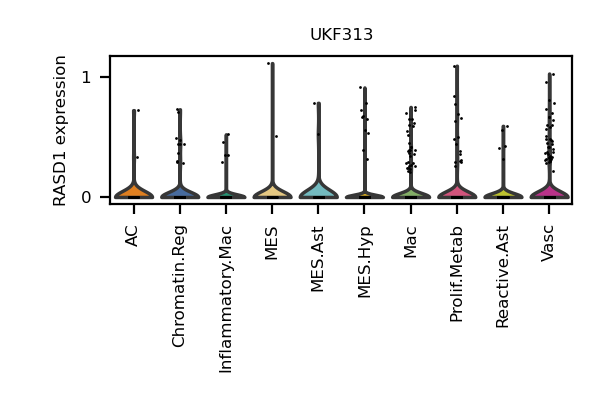 UKF313
RASD1 expression
1
0
AC
Chromatin.Reg
Inflammatory.Mac
MES
MES.Ast
MES.Hyp
Mac
Prolif.Metab
Reactive.Ast
Vasc